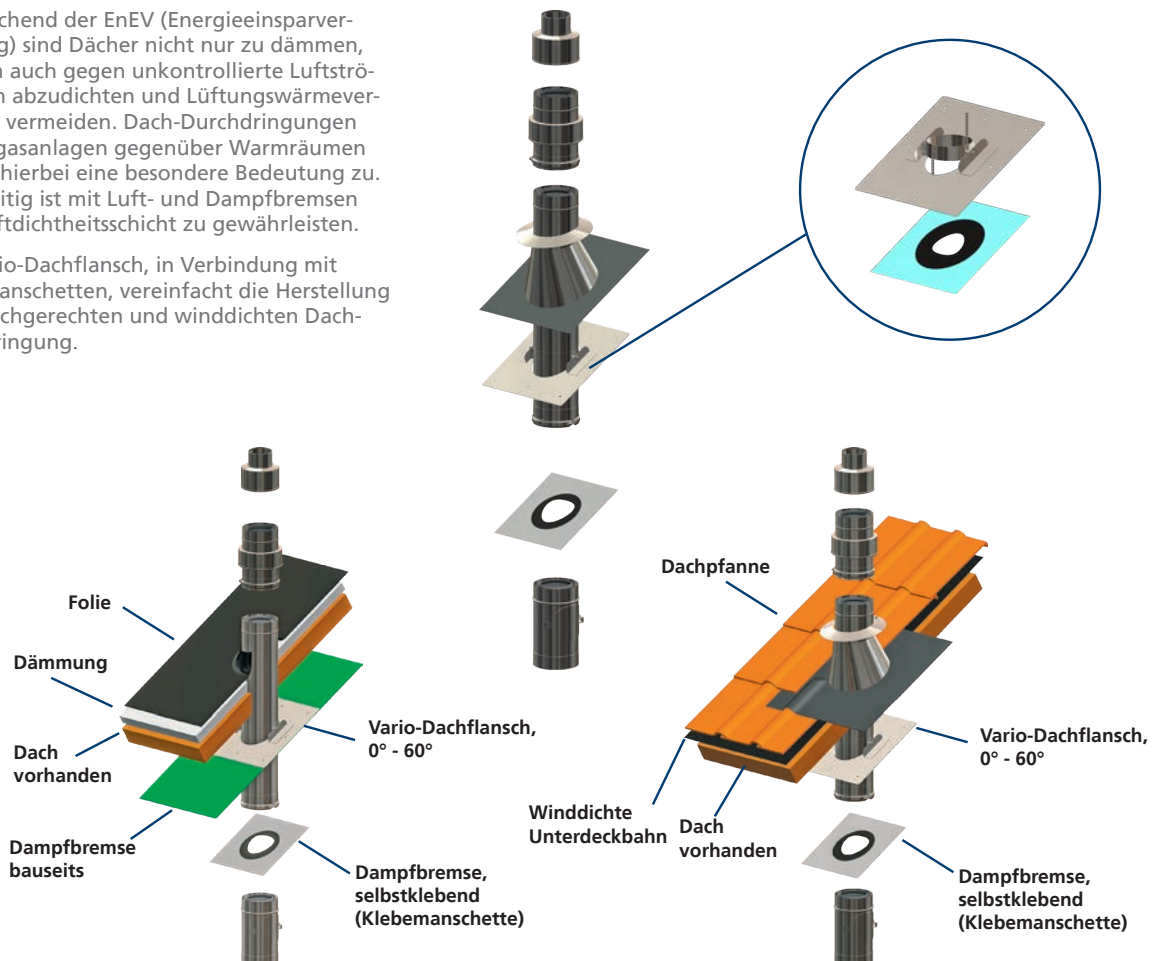 chend der EnEV (Energieeinsparver-
g) sind Dächer nicht nur zu dämmen,
n auch gegen unkontrollierte Luftströ-
n abzudichten und Lüftungswärmever-
vermeiden. Dach-Durchdringungen
gasanlagen gegenüber Warmräumen
hierbei eine besondere Bedeutung zu.
eitig ist mit Luft- und Dampfbremsen
ftdichtheitsschicht zu gewährleisten.
rio-Dachflansch, in Verbindung mit
anschetten, vereinfacht die Herstellung
chgerechten und winddichten Dach-
ringung.
Folie
Dämmung
Dach
vorhanden
Dampfbremse
bauseits
Vario-Dachflansch,
0° - 60°
Dampfbremse,
selbstklebend
(Klebemanschette)
Dachpfanne
Winddichte
Unterdeckbahn
Dach
vorhanden
Vario-Dachflansch,
0° - 60°
Dampfbremse,
selbstklebend
(Klebemanschette)